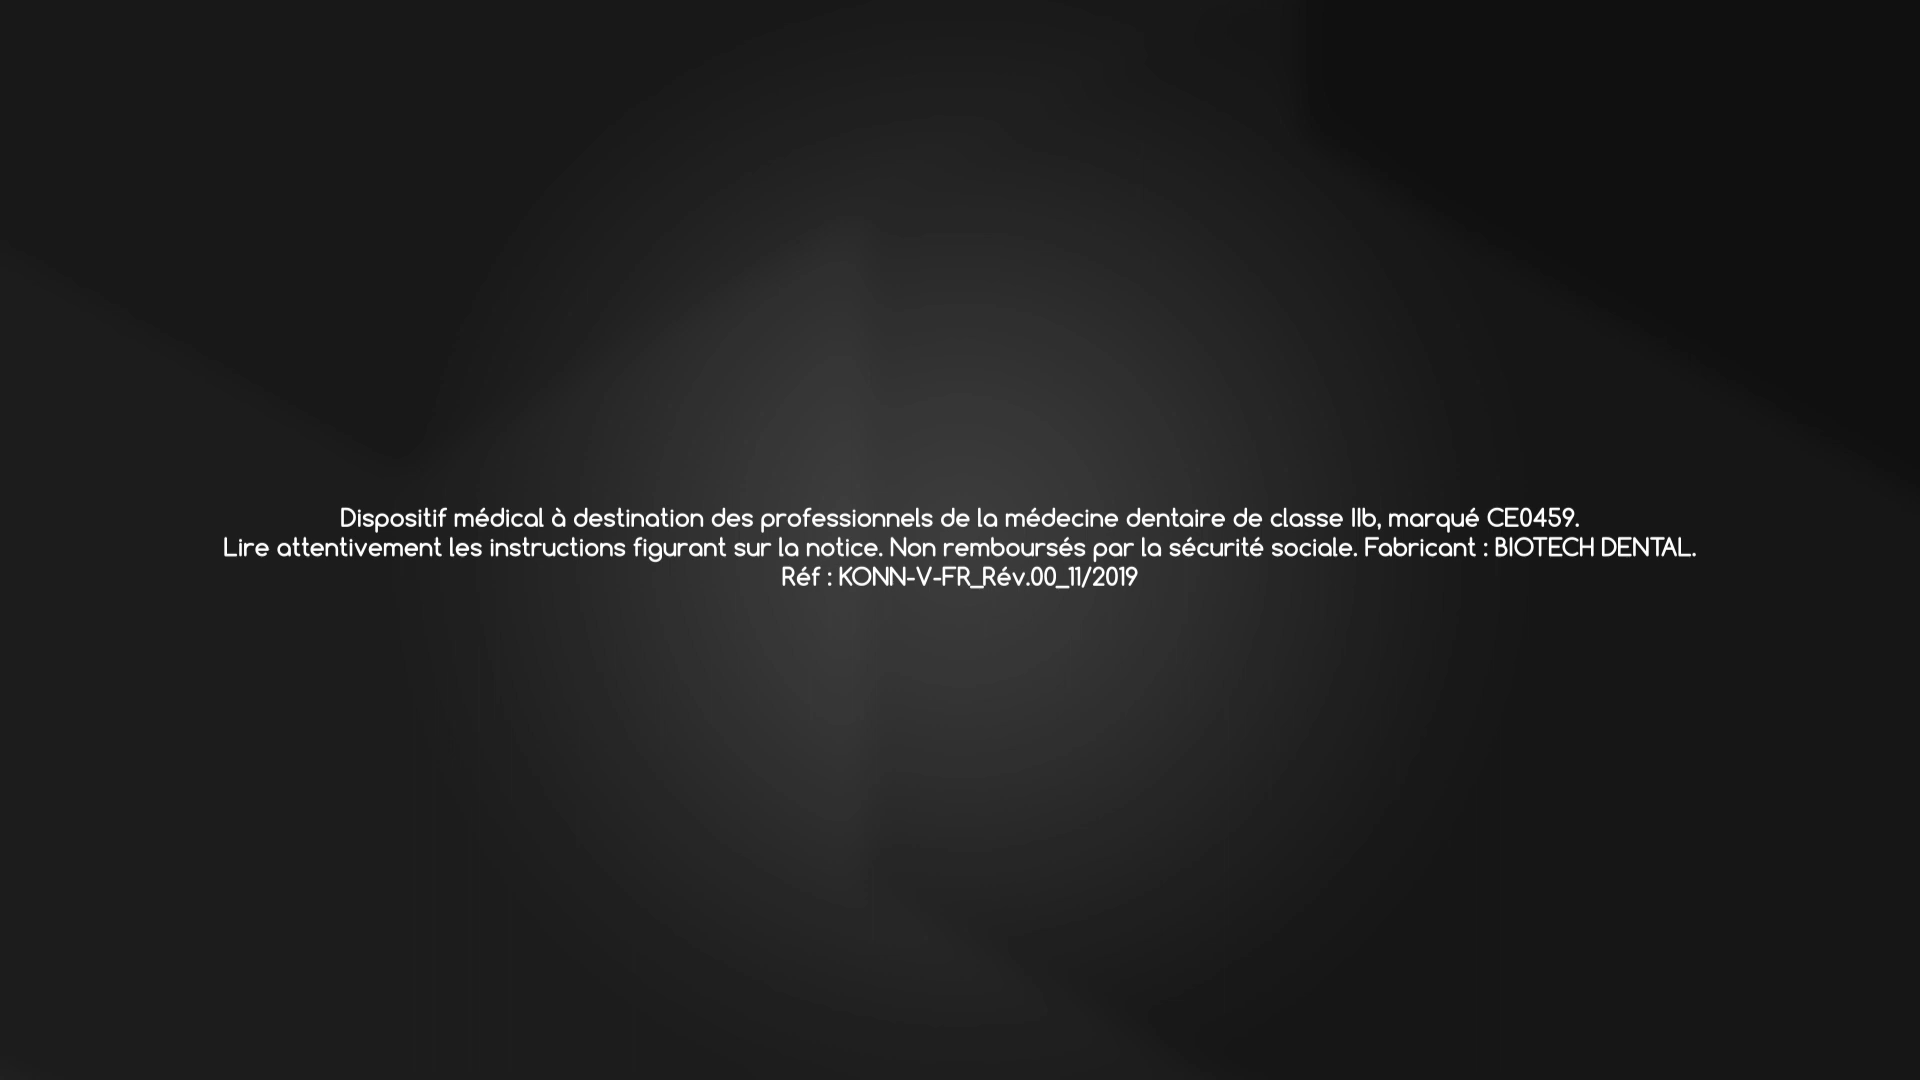 Dispositif médical à destination des professionnels de la médecine dentaire de classe IIb, marqué CE0459.
Lire attentivement les instructions figurant sur la notice. Non remboursés par la sécurité sociale. Fabricant : BIOTECH DENTAL.
Réf : KONN-V-FR_Rév.00_11/2019